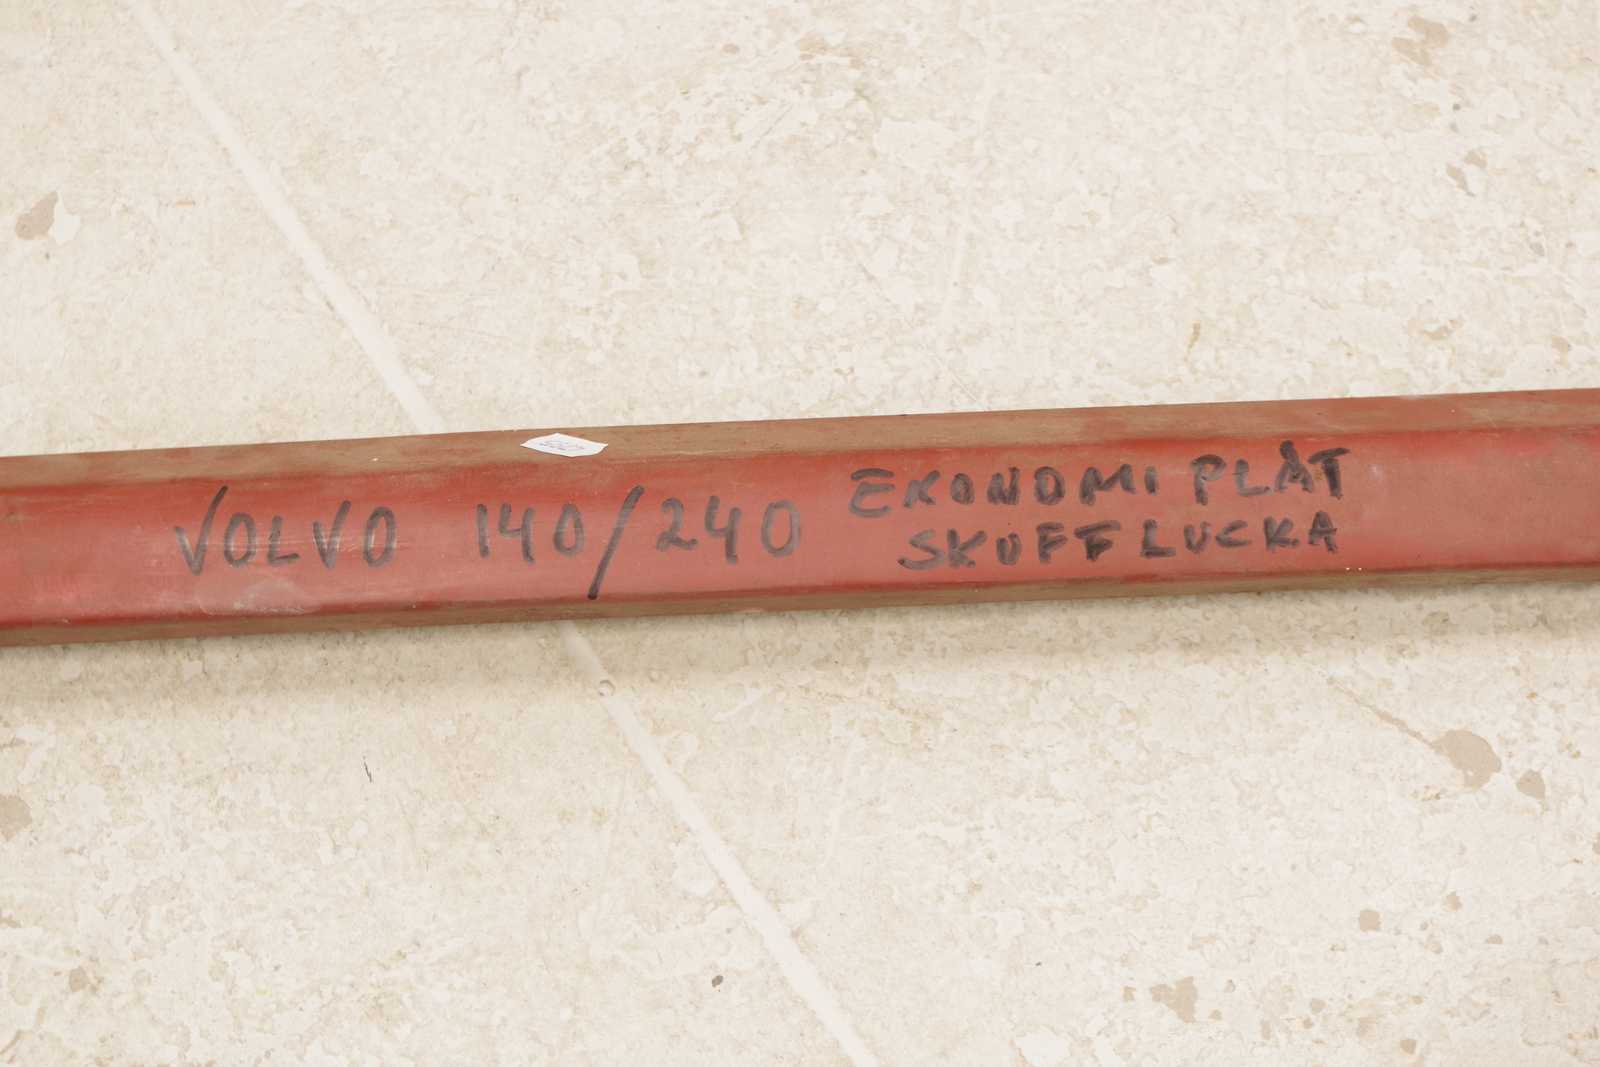 VOLVO 140/240 EKONOMI PLÅT
SKUFFLUCKA